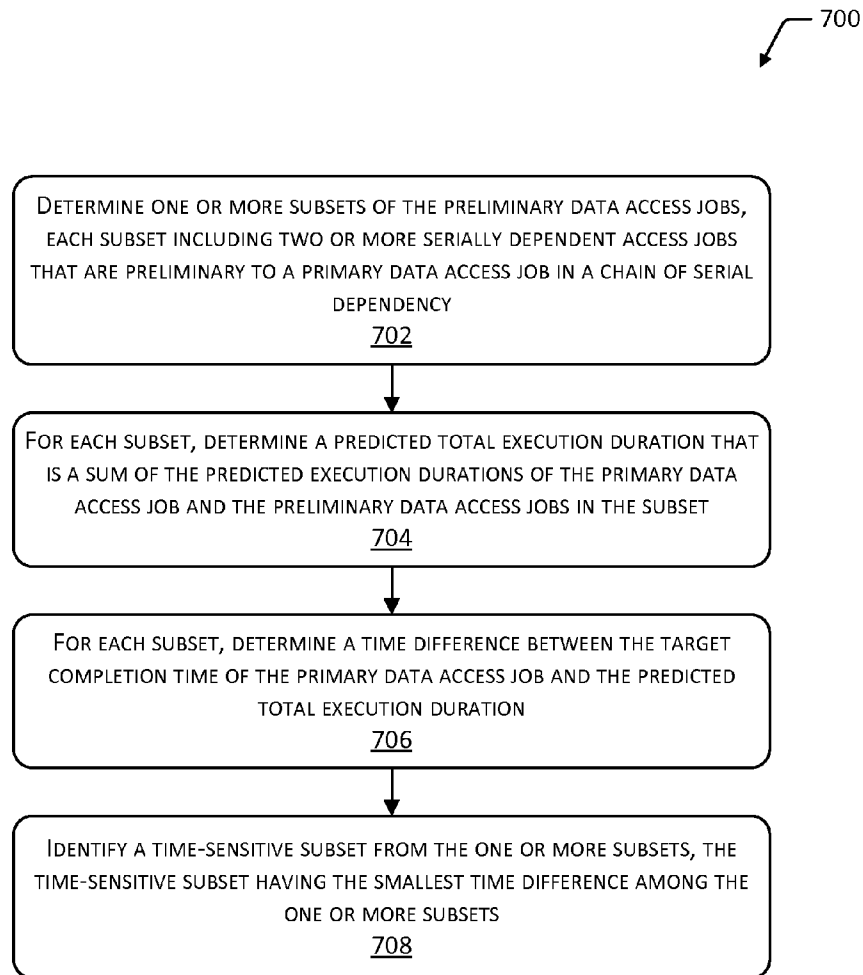 700
DETERMINE ONE OR MORE SUBSETS OF THE PRELIMINARY DATA ACCESS JOBS,
EACH SUBSET INCLUDING TWO OR MORE SERIALLY DEPENDENT ACCESS JOBS
THAT ARE PRELIMINARY TO A PRIMARY DATA ACCESS JOB IN A CHAIN OF SERIAL
DEPENDENCY
702
FOR EACH SUBSET, DETERMINE A PREDICTED TOTAL EXECUTION DURATION THAT
IS A SUM OF THE PREDICTED EXECUTION DURATIONS OF THE PRIMARY DATA
ACCESS JOB AND THE PRELIMINARY DATA ACCESS JOBS IN THE SUBSET
704
FOR EACH SUBSET, DETERMINE A TIME DIFFERENCE BETWEEN THE TARGET
COMPLETION TIME OF THE PRIMARY DATA ACCESS JOB AND THE PREDICTED
TOTAL EXECUTION DURATION
706
IDENTIFY A TIME-SENSITIVE SUBSET FROM THE ONE OR MORE SUBSETS, THE
TIME-SENSITIVE SUBSET HAVING THE SMALLEST TIME DIFFERENCE AMONG THE
ONE OR MORE SUBSETS
708